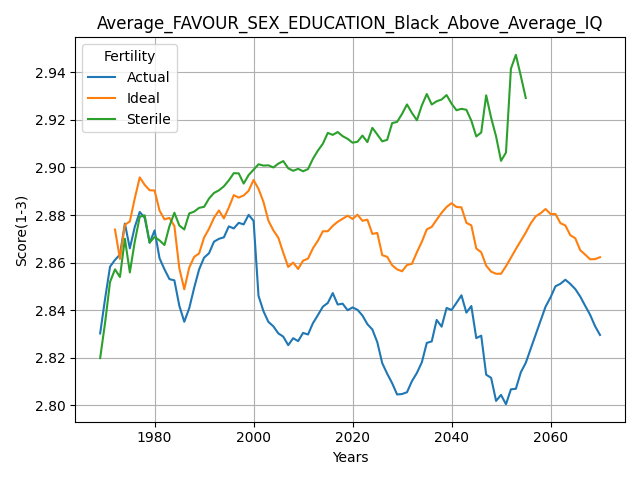 Average_FAVOUR_SEX_EDUCATION_Black_Above_Average_IQ
Fertility
Actual
Ideal
Sterile
Score(1-3)
2.94
2.92
2.90
2.88
2.86
2.84
2.82
2.80
1980
2000
2020
2040
2060
Years